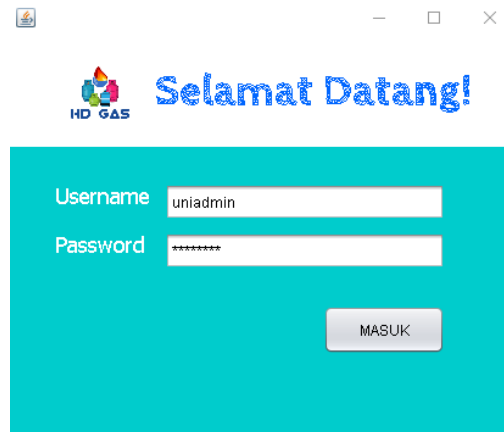 HD GAS
Selamat Datang!
Username
uniadmin
Password
********
MASUK